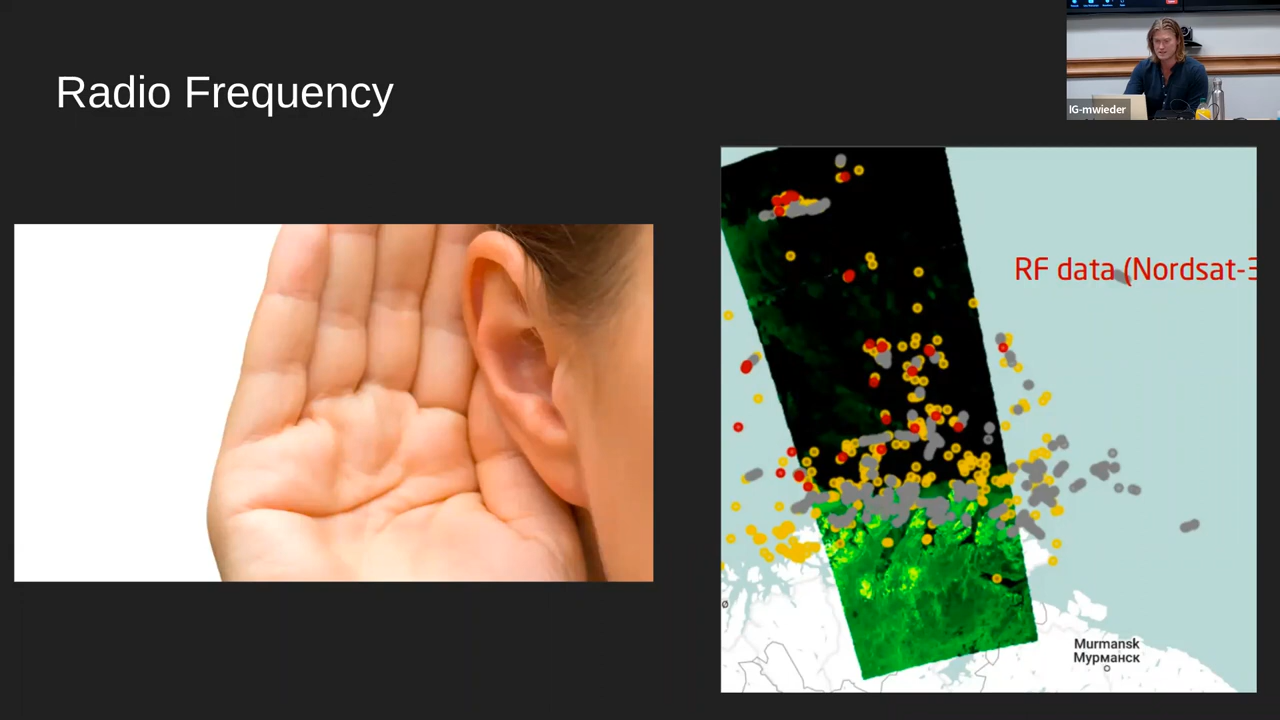 Radio Frequency
IG-mwieder
RF data (Nordsat-3
Murmansk
Мурманск